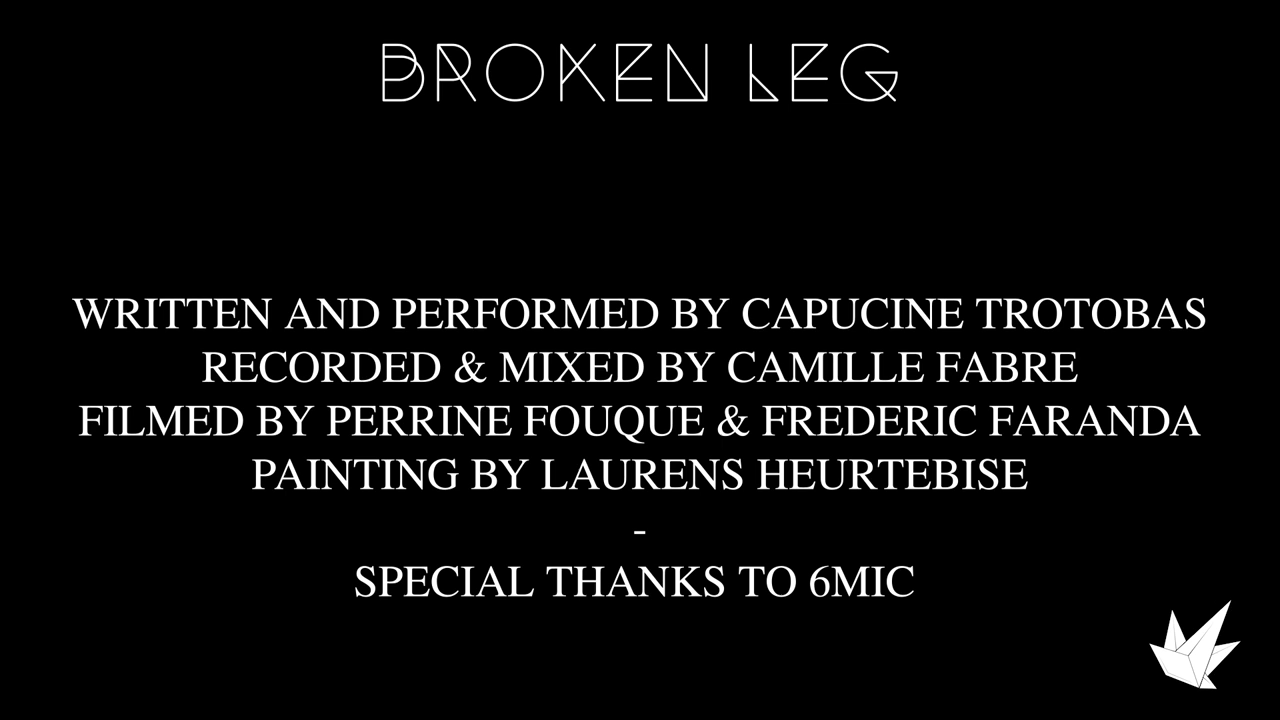 BROKEN LEG
WRITTEN AND PERFORMED BY CAPUCINE TROTOBAS
RECORDED & MIXED BY CAMILLE FABRE
FILMED BY PERRINE FOUQUE & FREDERIC FARANDA
PAINTING BY LAURENS HEURTEBISE
-
SPECIAL THANKS TO 6MIC